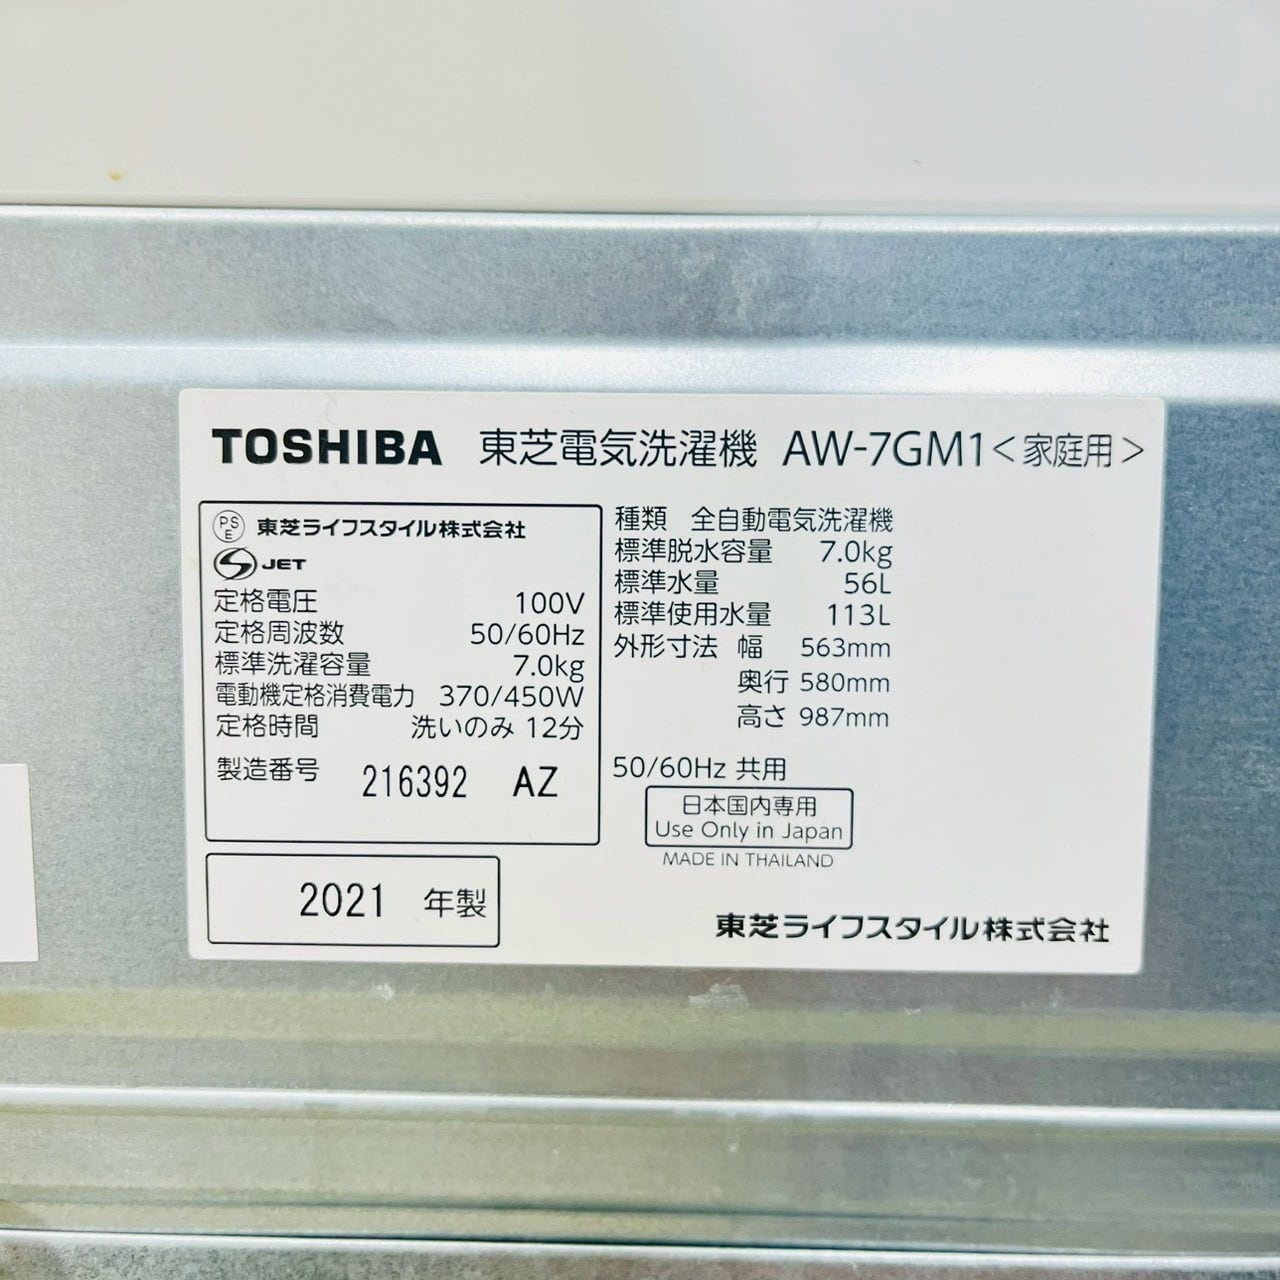 TOSHIBA 東芝電気洗濯機 AW-7GM1<家庭用>
PSE 東芝ライフスタイル株式会社
S JET
定格電圧 100V
定格周波数 50/60Hz
標準洗濯容量 7.0kg
電動機定格消費電力 370/450W
定格時間 洗いのみ 12分
製造番号 216392 AZ
2021 年製
種類 全自動電気洗濯機
標準脱水容量 7.0kg
標準水量 56L
標準使用水量 113L
外形寸法 幅 563mm
奥行 580mm
高さ 987mm
50/60Hz 共用
日本国内専用
Use Only in Japan
MADE IN THAILAND
東芝ライフスタイル株式会社